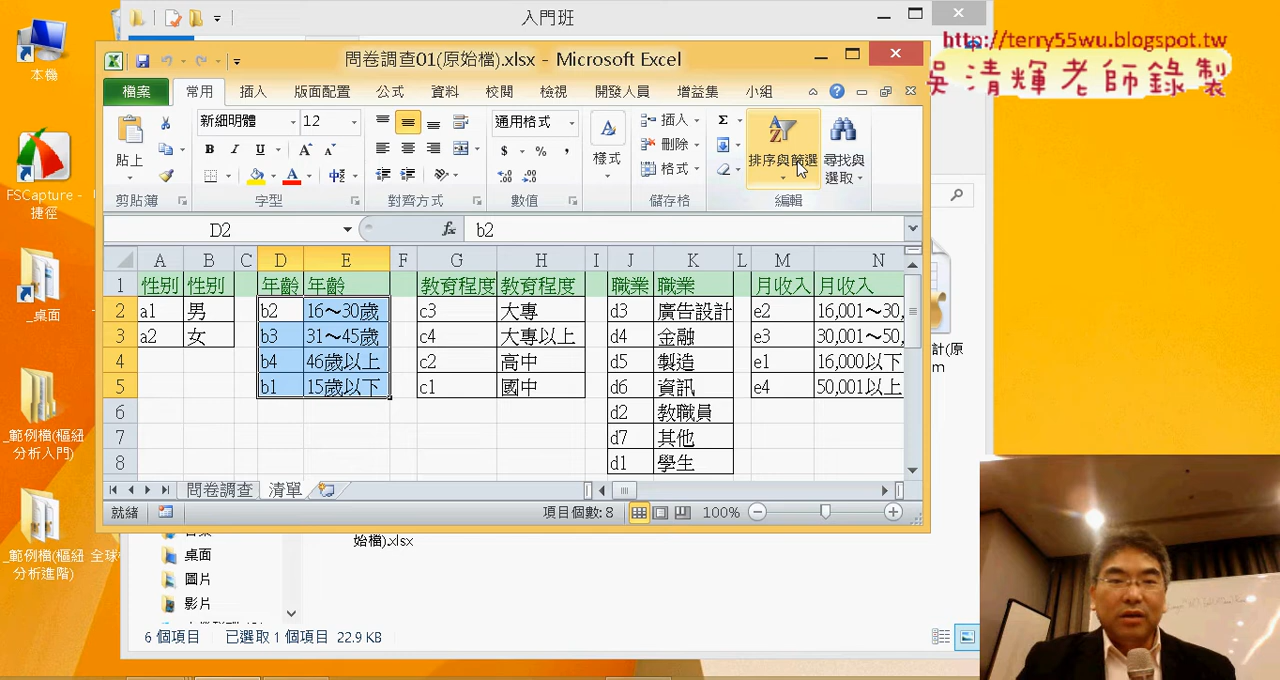 入門班
http://terry55wu.blogspot.tw
吳清輝老師錄製
問卷調查01(原始檔).xlsx - Microsoft Excel
檔案 常用 插入 版面配置 公式 資料 校閱 檢視 開發人員 增益集 小組
貼上 新細明體 12 通用格式 樣式 插入 刪除 格式 排序與篩選 尋找與選取
剪貼簿 字型 對齊方式 數值 儲存格 編輯
D2 fx b2
A B C D E F G H I J K L M N
1 性別 性別 年齡 年齡 教育程度 教育程度 職業 職業 月收入 月收入
2 a1 男 b2 16～30歲 c3 大專 d3 廣告設計 e2 16,001～30,
3 a2 女 b3 31～45歲 c4 大專以上 d4 金融 e3 30,001～50,
4 b4 46歲以上 c2 高中 d5 製造 e1 16,000以下
5 b1 15歲以下 c1 國中 d6 資訊 e4 50,001以上
6 d2 教職員
7 d7 其他
8 d1 學生
問卷調查 清單
就緒 項目個數: 8 100%
始檔).xlsx
桌面
圖片
影片
6 個項目 已選取 1 個項目 22.9 KB
本機
FSCapture -
捷徑
_桌面
_範例檔(樞紐
分析入門)
_範例檔(樞紐
分析進階)
全球
計(原
m